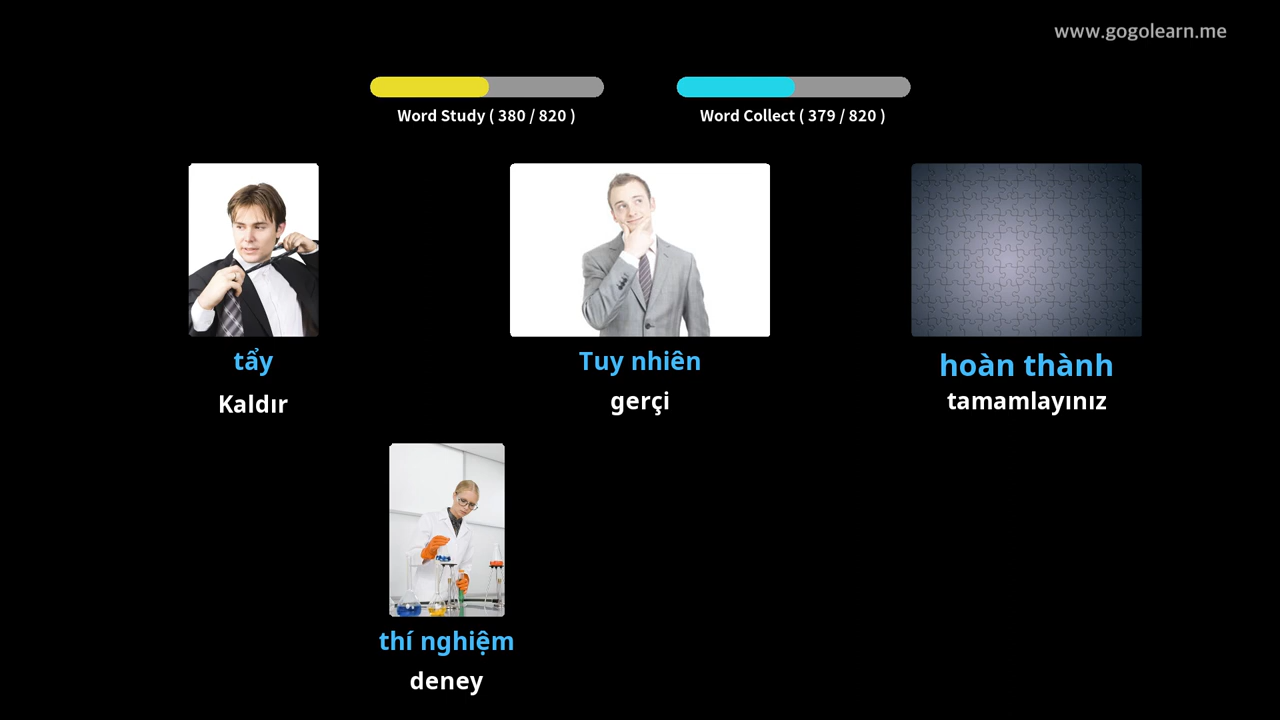 www.gogolearn.me
Word Study ( 380 / 820 )
Word Collect ( 379 / 820 )
tẩy
Kaldır
Tuy nhiên
gerçi
hoàn thành
tamamlayınız
thí nghiệm
deney